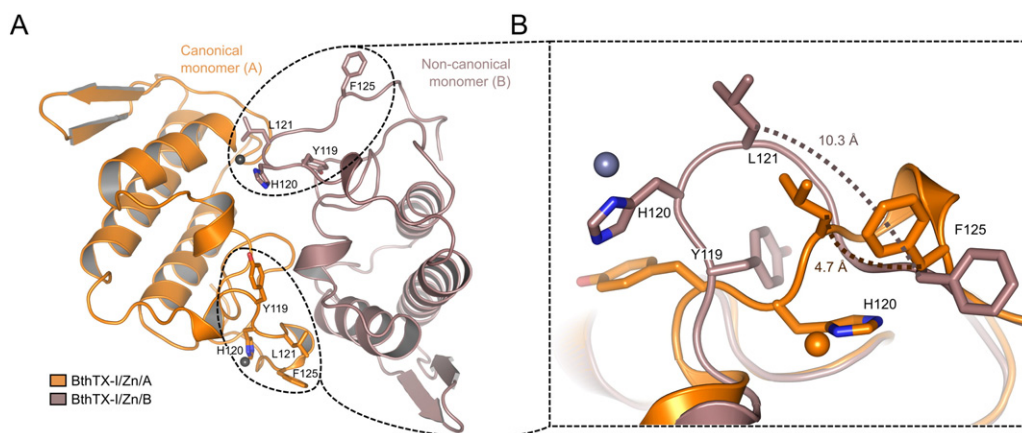 A
Canonical
monomer (A)
Non-canonical
monomer (B)
F125
L121
Y119
H120
Y119
H120
L121
F125
BthTX-I/Zn/A
BthTX-I/Zn/B
B
10.3 Å
L121
H120
F125
Y119
4.7 Å
H120